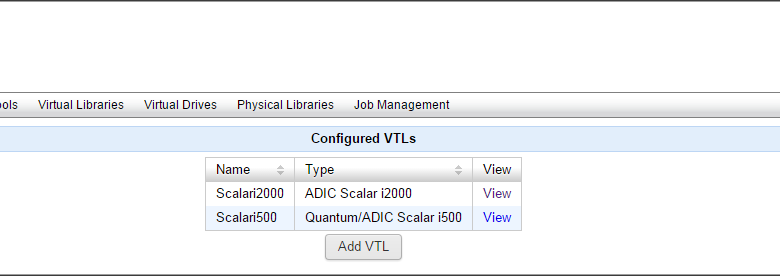 ools Virtual Libraries Virtual Drives Physical Libraries Job Management
Configured VTLs
Name Type View
Scalari2000 ADIC Scalar i2000 View
Scalari500 Quantum/ADIC Scalar i500 View
Add VTL